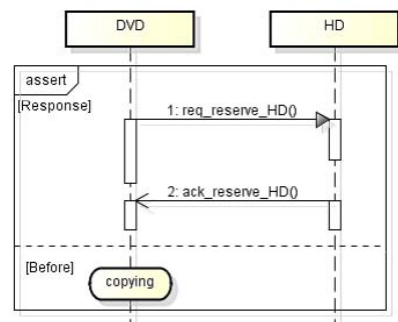 DVD HD
assert
[Response]
1: req_reserve_HD()
2: ack_reserve_HD()
[Before]
copying